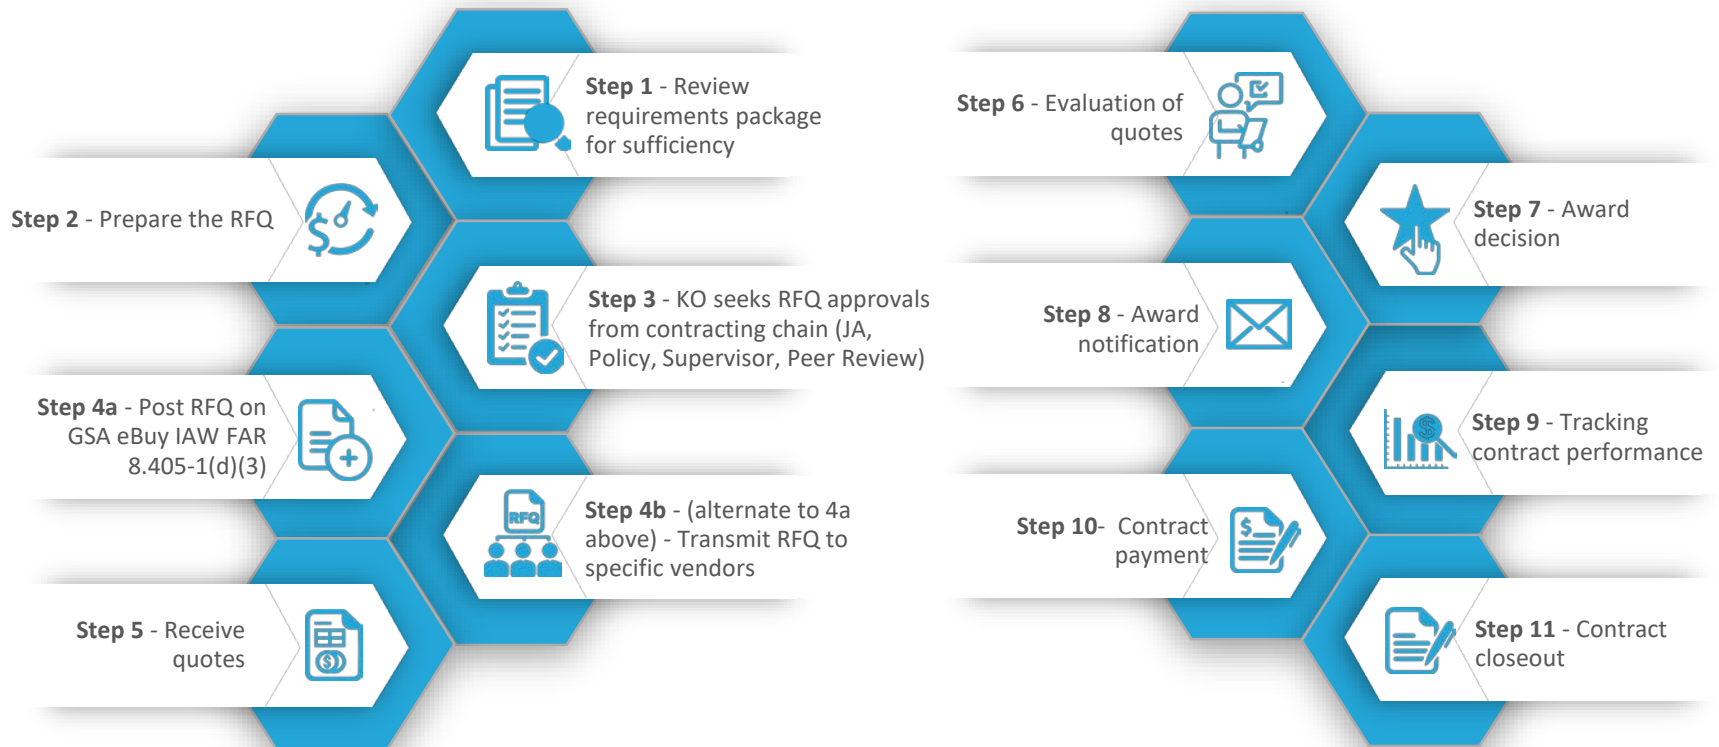 Step 1 - Review
requirements package
for sufficiency
Step 2 - Prepare the RFQ
Step 3 - KO seeks RFQ approvals
from contracting chain (JA,
Policy, Supervisor, Peer Review)
Step 4a - Post RFQ on
GSA eBuy IAW FAR
8.405-1(d)(3)
RFQ
Step 4b - (alternate to 4a
above) - Transmit RFQ to
specific vendors
Step 5 - Receive
quotes
Step 6 - Evaluation of
quotes
Step 7 - Award
decision
Step 8 - Award
notification
Step 9 - Tracking
contract performance
Step 10-  Contract
payment
Step 11 - Contract
closeout